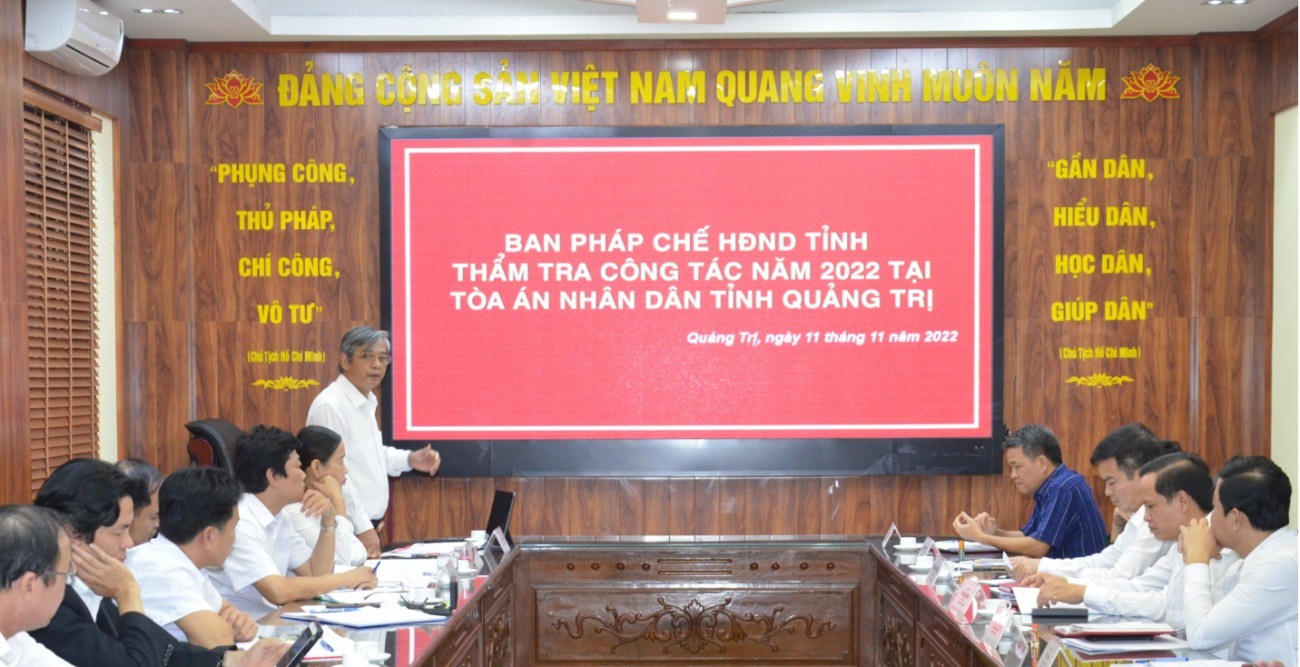 ĐẢNG CỘNG SẢN VIỆT NAM QUANG VINH MUÔN NĂM
“PHỤNG CÔNG,
THỦ PHÁP,
CHÍ CÔNG,
VÔ TƯ”
(Chủ Tịch Hồ Chí Minh)
BAN PHÁP CHẾ HĐND TỈNH
THẨM TRA CÔNG TÁC NĂM 2022 TẠI
TÒA ÁN NHÂN DÂN TỈNH QUẢNG TRỊ
Quảng Trị, ngày 11 tháng 11 năm 2022
“GẦN DÂN,
HIỂU DÂN,
HỌC DÂN,
GIÚP DÂN”
(Chủ Tịch Hồ Chí Minh)